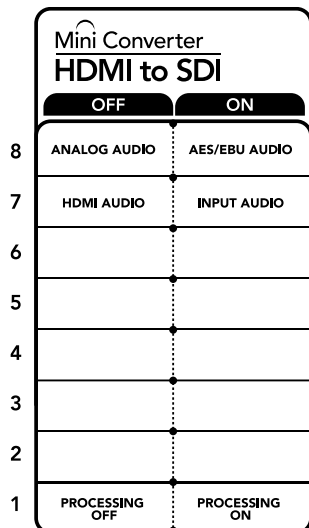 Mini Converter
HDMI to SDI
OFF ON
8 ANALOG AUDIO AES/EBU AUDIO
7 HDMI AUDIO INPUT AUDIO
6
5
4
3
2
1 PROCESSING OFF PROCESSING ON